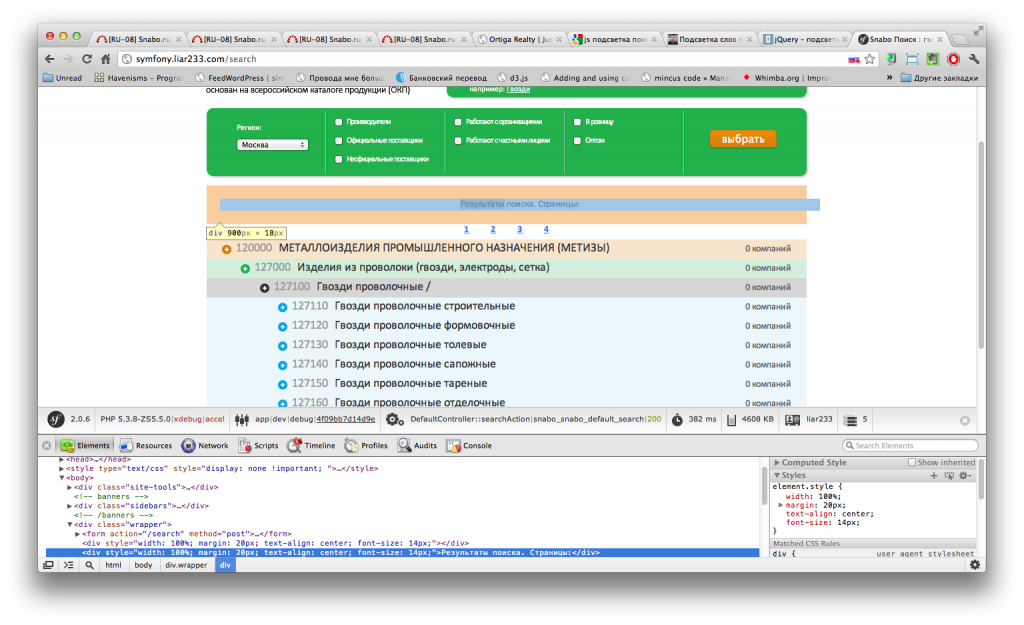 [RU-08] Snabo.ru [RU-08] Snabo.ru [RU-08] Snabo.ru [RU-08] Snabo.ru Ortiga Realty | Jus js подсветка пои Подсветка слов п jQuery – подсвет Snabo Поиск : гв
symfony.liar233.com/search
Unread Havenisms – Progra FeedWordPress | sim Провода мне больш Банковский перевод d3.js Adding and using cu mincus code » Mana Whimba.org | Impro » Другие закладки
основан на всероссийском каталоге продукции (ОКП)
например: Гвозди
Регион:
Москва
Производители
Официальные поставщики
Неофициальные поставщики
Работают с организациями
Работают с частными лицами
В розницу
Оптом
выбрать
Результаты поиска. Страницы:
div 900px × 18px
1 2 3 4
120000 МЕТАЛЛОИЗДЕЛИЯ ПРОМЫШЛЕННОГО НАЗНАЧЕНИЯ (МЕТИЗЫ) 0 компаний
127000 Изделия из проволоки (гвозди, электроды, сетка) 0 компаний
127100 Гвозди проволочные / 0 компаний
127110 Гвозди проволочные строительные 0 компаний
127120 Гвозди проволочные формовочные 0 компаний
127130 Гвозди проволочные толевые 0 компаний
127140 Гвозди проволочные сапожные 0 компаний
127150 Гвозди проволочные тареные 0 компаний
127160 Гвозди проволочные отделочные 0 компаний
sf 2.0.6 PHP 5.3.8-ZS5.5.0|xdebug|accel app|dev|debug|4f09bb7d14d9e DefaultController::searchAction|snabo_snabo_default_search|200 382 ms 4608 KB liar233 5
Elements Resources Network Scripts Timeline Profiles Audits Console Search Elements
▶<head>…</head>
▶<style type="text/css" style="display: none !important; ">…</style>
▼<body>
▶<div class="site-tools">…</div>
<!-- banners -->
▶<div class="sidebars">…</div>
<!-- /banners -->
▼<div class="wrapper">
▶<form action="/search" method="post">…</form>
<div style="width: 100%; margin: 20px; text-align: center; font-size: 14px;"></div>
<div style="width: 100%; margin: 20px; text-align: center; font-size: 14px;">Результаты поиска. Страницы:</div>
▶ Computed Style Show inherited
▼ Styles
element.style {
width: 100%;
▶ margin: 20px;
text-align: center;
font-size: 14px;
}
Matched CSS Rules
div { user agent stylesheet
html body div.wrapper div